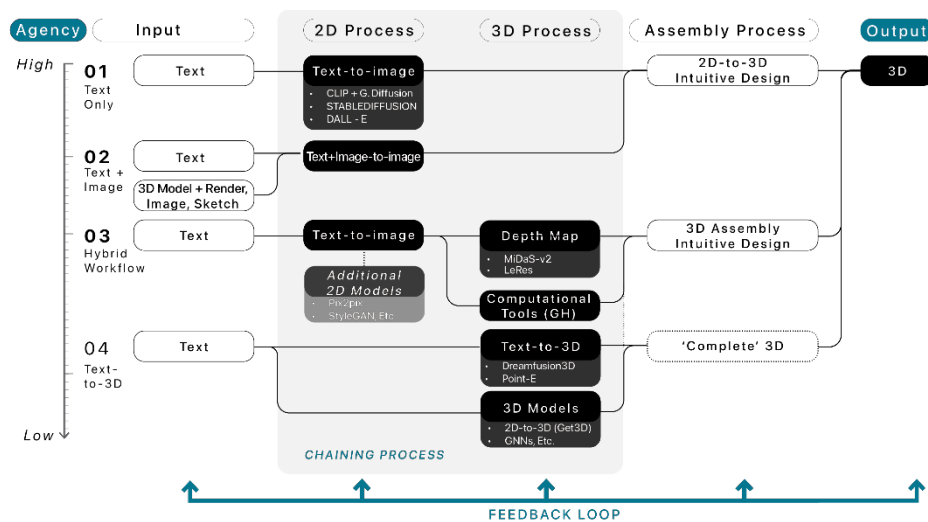 Agency
Input
2D Process
3D Process
Assembly Process
Output
High
01
Text
Only
Text
Text-to-image
• CLIP + G. Diffusion
• STABLEDIFFUSION
• DALL - E
2D-to-3D
Intuitive Design
3D
02
Text +
Image
Text
3D Model + Render,
Image, Sketch
Text+Image-to-image
03
Hybrid
Workflow
Text
Text-to-image
Additional
2D Models
• Pix2pix
• StyleGAN, Etc
Depth Map
• MiDaS-v2
• LeRes
Computational
Tools (GH)
3D Assembly
Intuitive Design
04
Text-
to-3D
Text
Text-to-3D
• Dreamfusion3D
• Point-E
3D Models
• 2D-to-3D (Get3D)
• GNNs, Etc.
'Complete' 3D
Low
CHAINING PROCESS
FEEDBACK LOOP